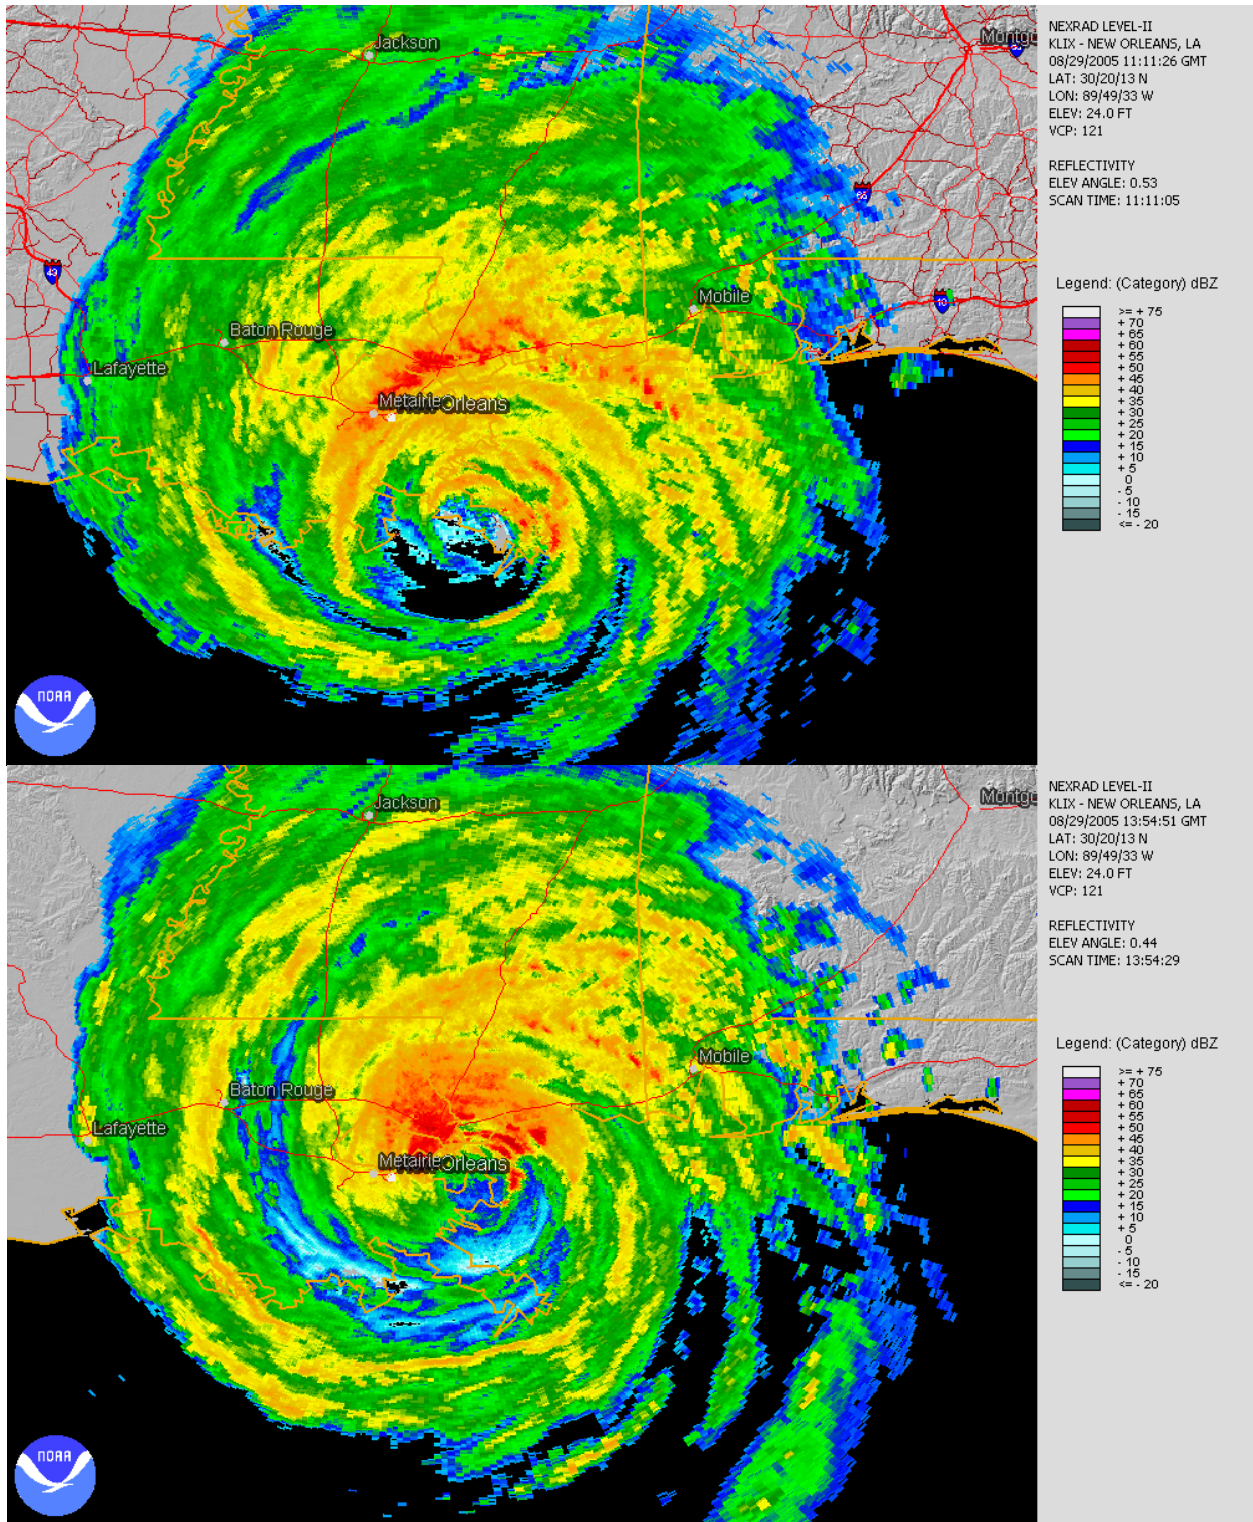 Jackson
Montgo
65
65
43
10
Mobile
Baton Rouge
Lafayette
Metairie
Orleans
NOAA
NEXRAD LEVEL-II
KLIX - NEW ORLEANS, LA
08/29/2005 11:11:26 GMT
LAT: 30/20/13 N
LON: 89/49/33 W
ELEV: 24.0 FT
VCP: 121
REFLECTIVITY
ELEV ANGLE: 0.53
SCAN TIME: 11:11:05
Legend: (Category) dBZ
>= + 75
+ 70
+ 65
+ 60
+ 55
+ 50
+ 45
+ 40
+ 35
+ 30
+ 25
+ 20
+ 15
+ 10
+ 5
0
- 5
- 10
- 15
<= - 20
Jackson
Montgo
Mobile
Baton Rouge
Lafayette
Metairie
Orleans
NOAA
NEXRAD LEVEL-II
KLIX - NEW ORLEANS, LA
08/29/2005 13:54:51 GMT
LAT: 30/20/13 N
LON: 89/49/33 W
ELEV: 24.0 FT
VCP: 121
REFLECTIVITY
ELEV ANGLE: 0.44
SCAN TIME: 13:54:29
Legend: (Category) dBZ
>= + 75
+ 70
+ 65
+ 60
+ 55
+ 50
+ 45
+ 40
+ 35
+ 30
+ 25
+ 20
+ 15
+ 10
+ 5
0
- 5
- 10
- 15
<= - 20